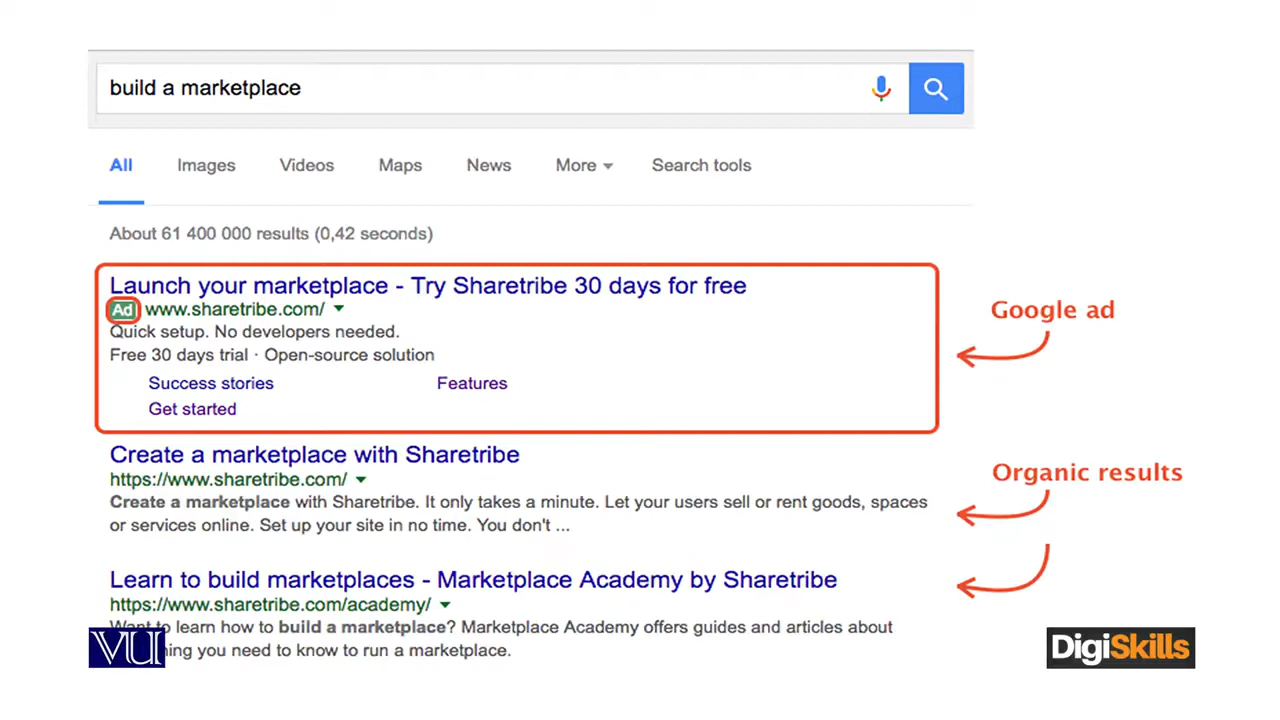 build a marketplace
All Images Videos Maps News More Search tools
About 61 400 000 results (0,42 seconds)
Launch your marketplace - Try Sharetribe 30 days for free
Ad www.sharetribe.com/
Quick setup. No developers needed.
Free 30 days trial · Open-source solution
Success stories Features
Get started
Google ad
Create a marketplace with Sharetribe
https://www.sharetribe.com/
Create a marketplace with Sharetribe. It only takes a minute. Let your users sell or rent goods, spaces
or services online. Set up your site in no time. You don't ...
Organic results
Learn to build marketplaces - Marketplace Academy by Sharetribe
https://www.sharetribe.com/academy/
Want to learn how to build a marketplace? Marketplace Academy offers guides and articles about
you need to know to run a marketplace.
VU
DigiSkills